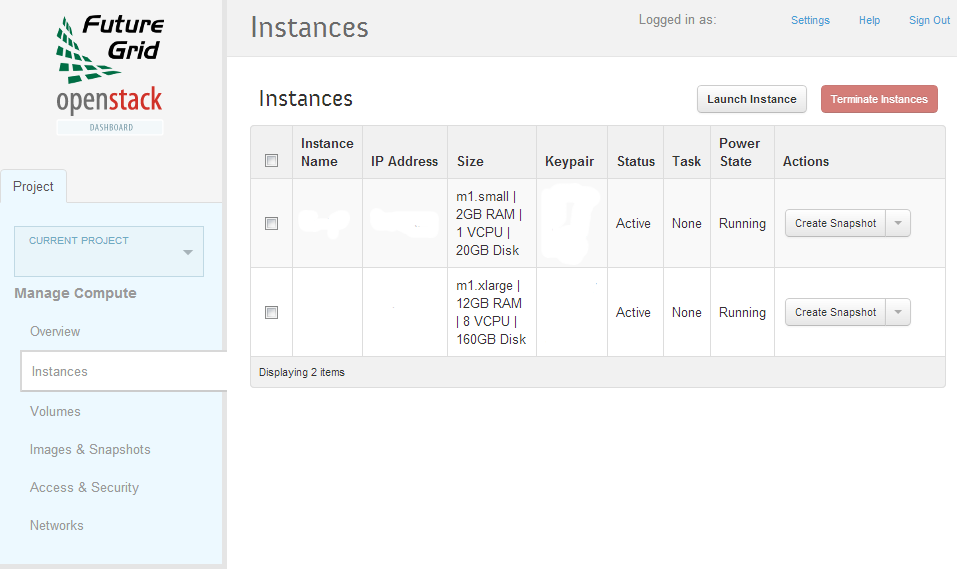 Future
Grid
openstack
DASHBOARD
Project
CURRENT PROJECT
Manage Compute
Overview
Instances
Volumes
Images & Snapshots
Access & Security
Networks
Instances
Logged in as:
Settings
Help
Sign Out
Instances
Launch Instance
Terminate Instances
Instance
Name
IP Address
Size
Keypair
Status
Task
Power
State
Actions
m1.small |
2GB RAM |
1 VCPU |
20GB Disk
Active
None
Running
Create Snapshot
m1.xlarge |
12GB RAM
| 8 VCPU |
160GB Disk
Active
None
Running
Create Snapshot
Displaying 2 items